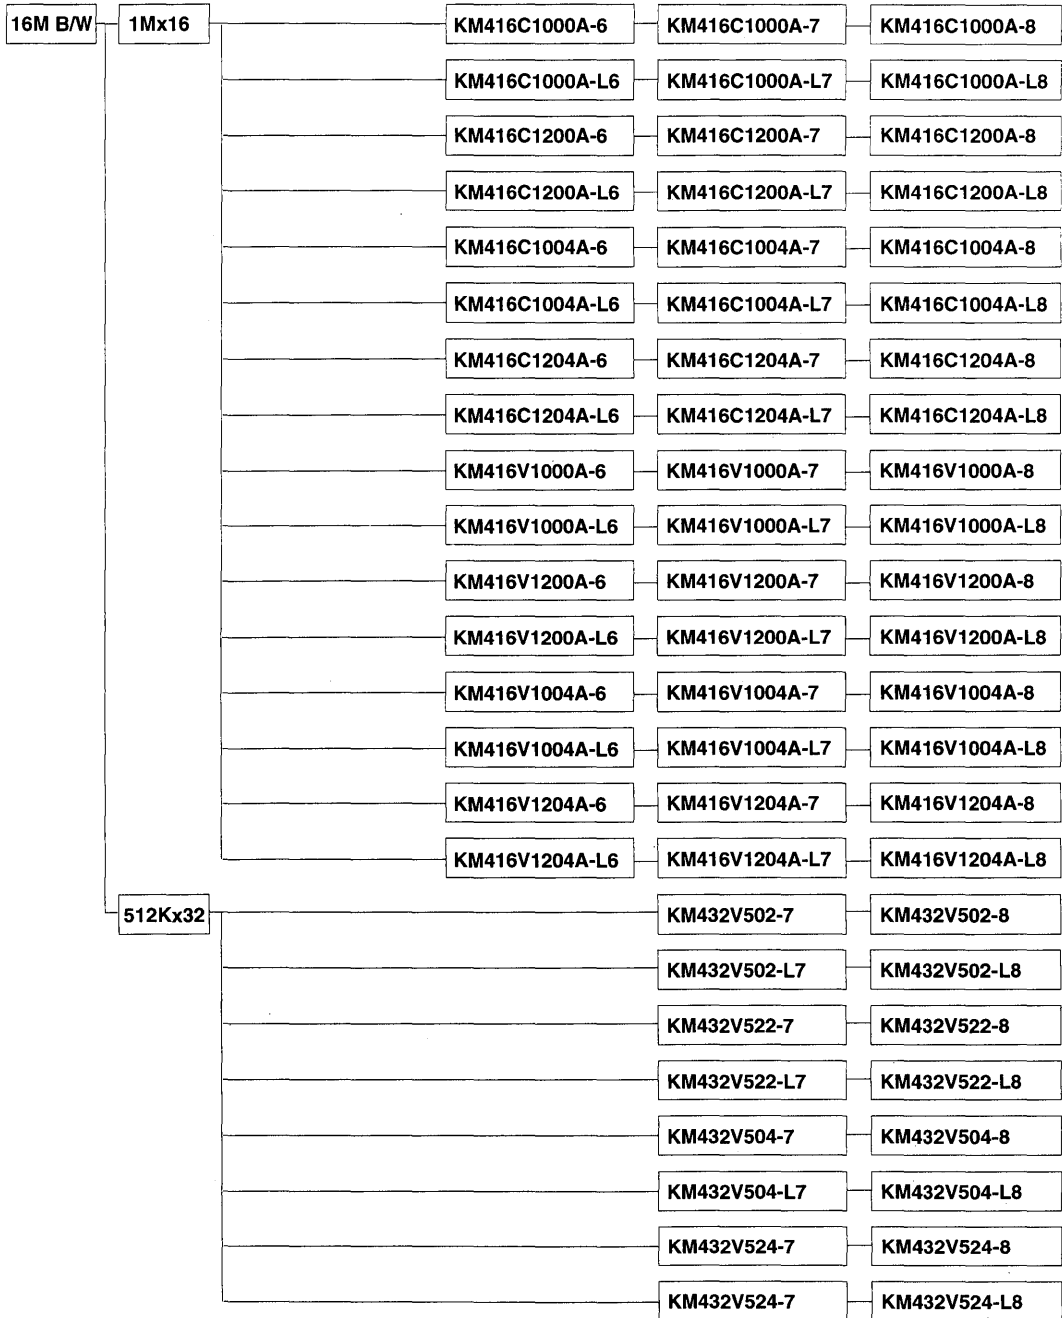 16M B/W 1Mx16 KM416C1000A-6 KM416C1000A-7 KM416C1000A-8
KM416C1000A-L6 KM416C1000A-L7 KM416C1000A-L8
KM416C1200A-6 KM416C1200A-7 KM416C1200A-8
KM416C1200A-L6 KM416C1200A-L7 KM416C1200A-L8
KM416C1004A-6 KM416C1004A-7 KM416C1004A-8
KM416C1004A-L6 KM416C1004A-L7 KM416C1004A-L8
KM416C1204A-6 KM416C1204A-7 KM416C1204A-8
KM416C1204A-L6 KM416C1204A-L7 KM416C1204A-L8
KM416V1000A-6 KM416V1000A-7 KM416V1000A-8
KM416V1000A-L6 KM416V1000A-L7 KM416V1000A-L8
KM416V1200A-6 KM416V1200A-7 KM416V1200A-8
KM416V1200A-L6 KM416V1200A-L7 KM416V1200A-L8
KM416V1004A-6 KM416V1004A-7 KM416V1004A-8
KM416V1004A-L6 KM416V1004A-L7 KM416V1004A-L8
KM416V1204A-6 KM416V1204A-7 KM416V1204A-8
KM416V1204A-L6 KM416V1204A-L7 KM416V1204A-L8
512Kx32 KM432V502-7 KM432V502-8
KM432V502-L7 KM432V502-L8
KM432V522-7 KM432V522-8
KM432V522-L7 KM432V522-L8
KM432V504-7 KM432V504-8
KM432V504-L7 KM432V504-L8
KM432V524-7 KM432V524-8
KM432V524-7 KM432V524-L8